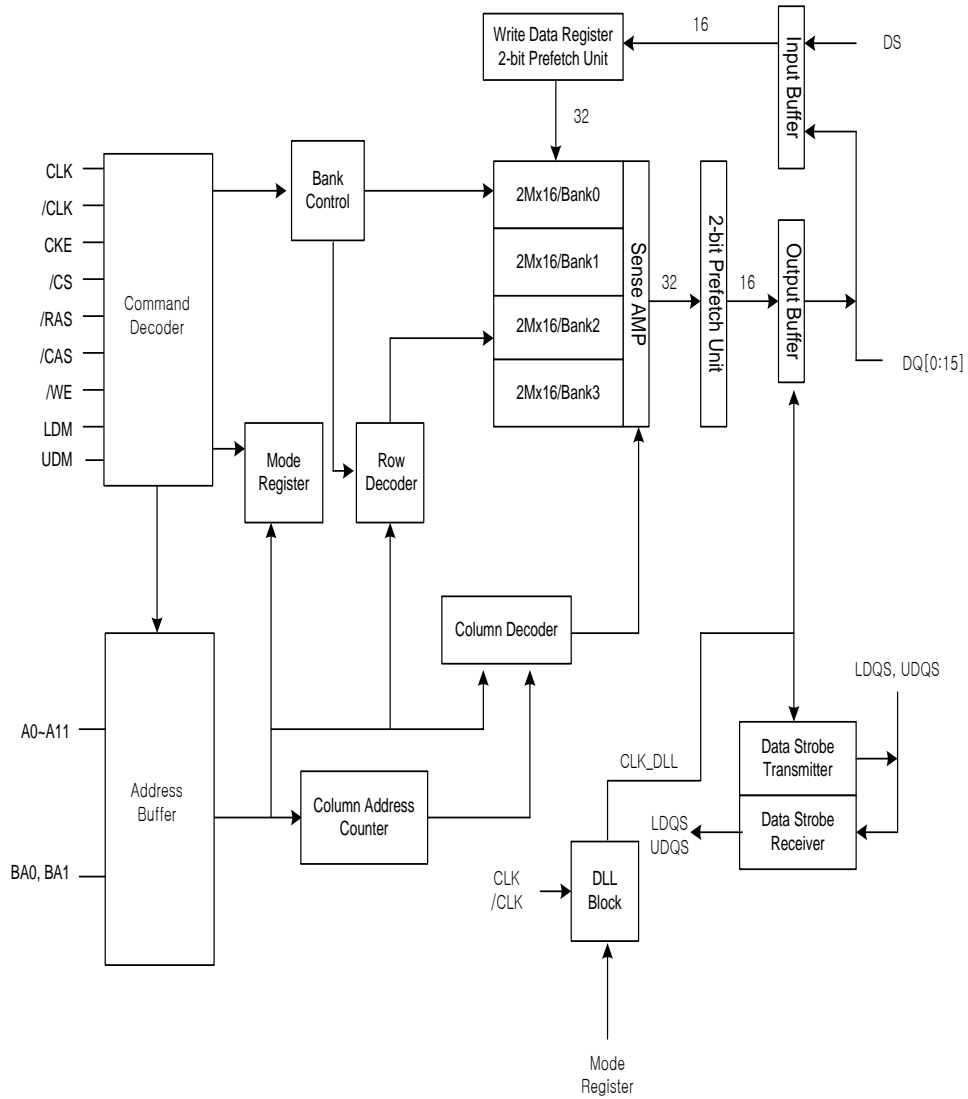 Write Data Register
2-bit Prefetch Unit
16
Input Buffer
DS
32
CLK
/CLK
CKE
/CS
/RAS
/CAS
/WE
LDM
UDM
Command
Decoder
Bank
Control
2Mx16/Bank0
2Mx16/Bank1
2Mx16/Bank2
2Mx16/Bank3
Sense AMP
32
2-bit Prefetch Unit
16
Output Buffer
DQ[0:15]
Mode
Register
Row
Decoder
Column Decoder
LDQS, UDQS
A0~A11
BA0, BA1
Address
Buffer
Column Address
Counter
CLK_DLL
Data Strobe
Transmitter
Data Strobe
Receiver
LDQS
UDQS
CLK
/CLK
DLL
Block
Mode
Register